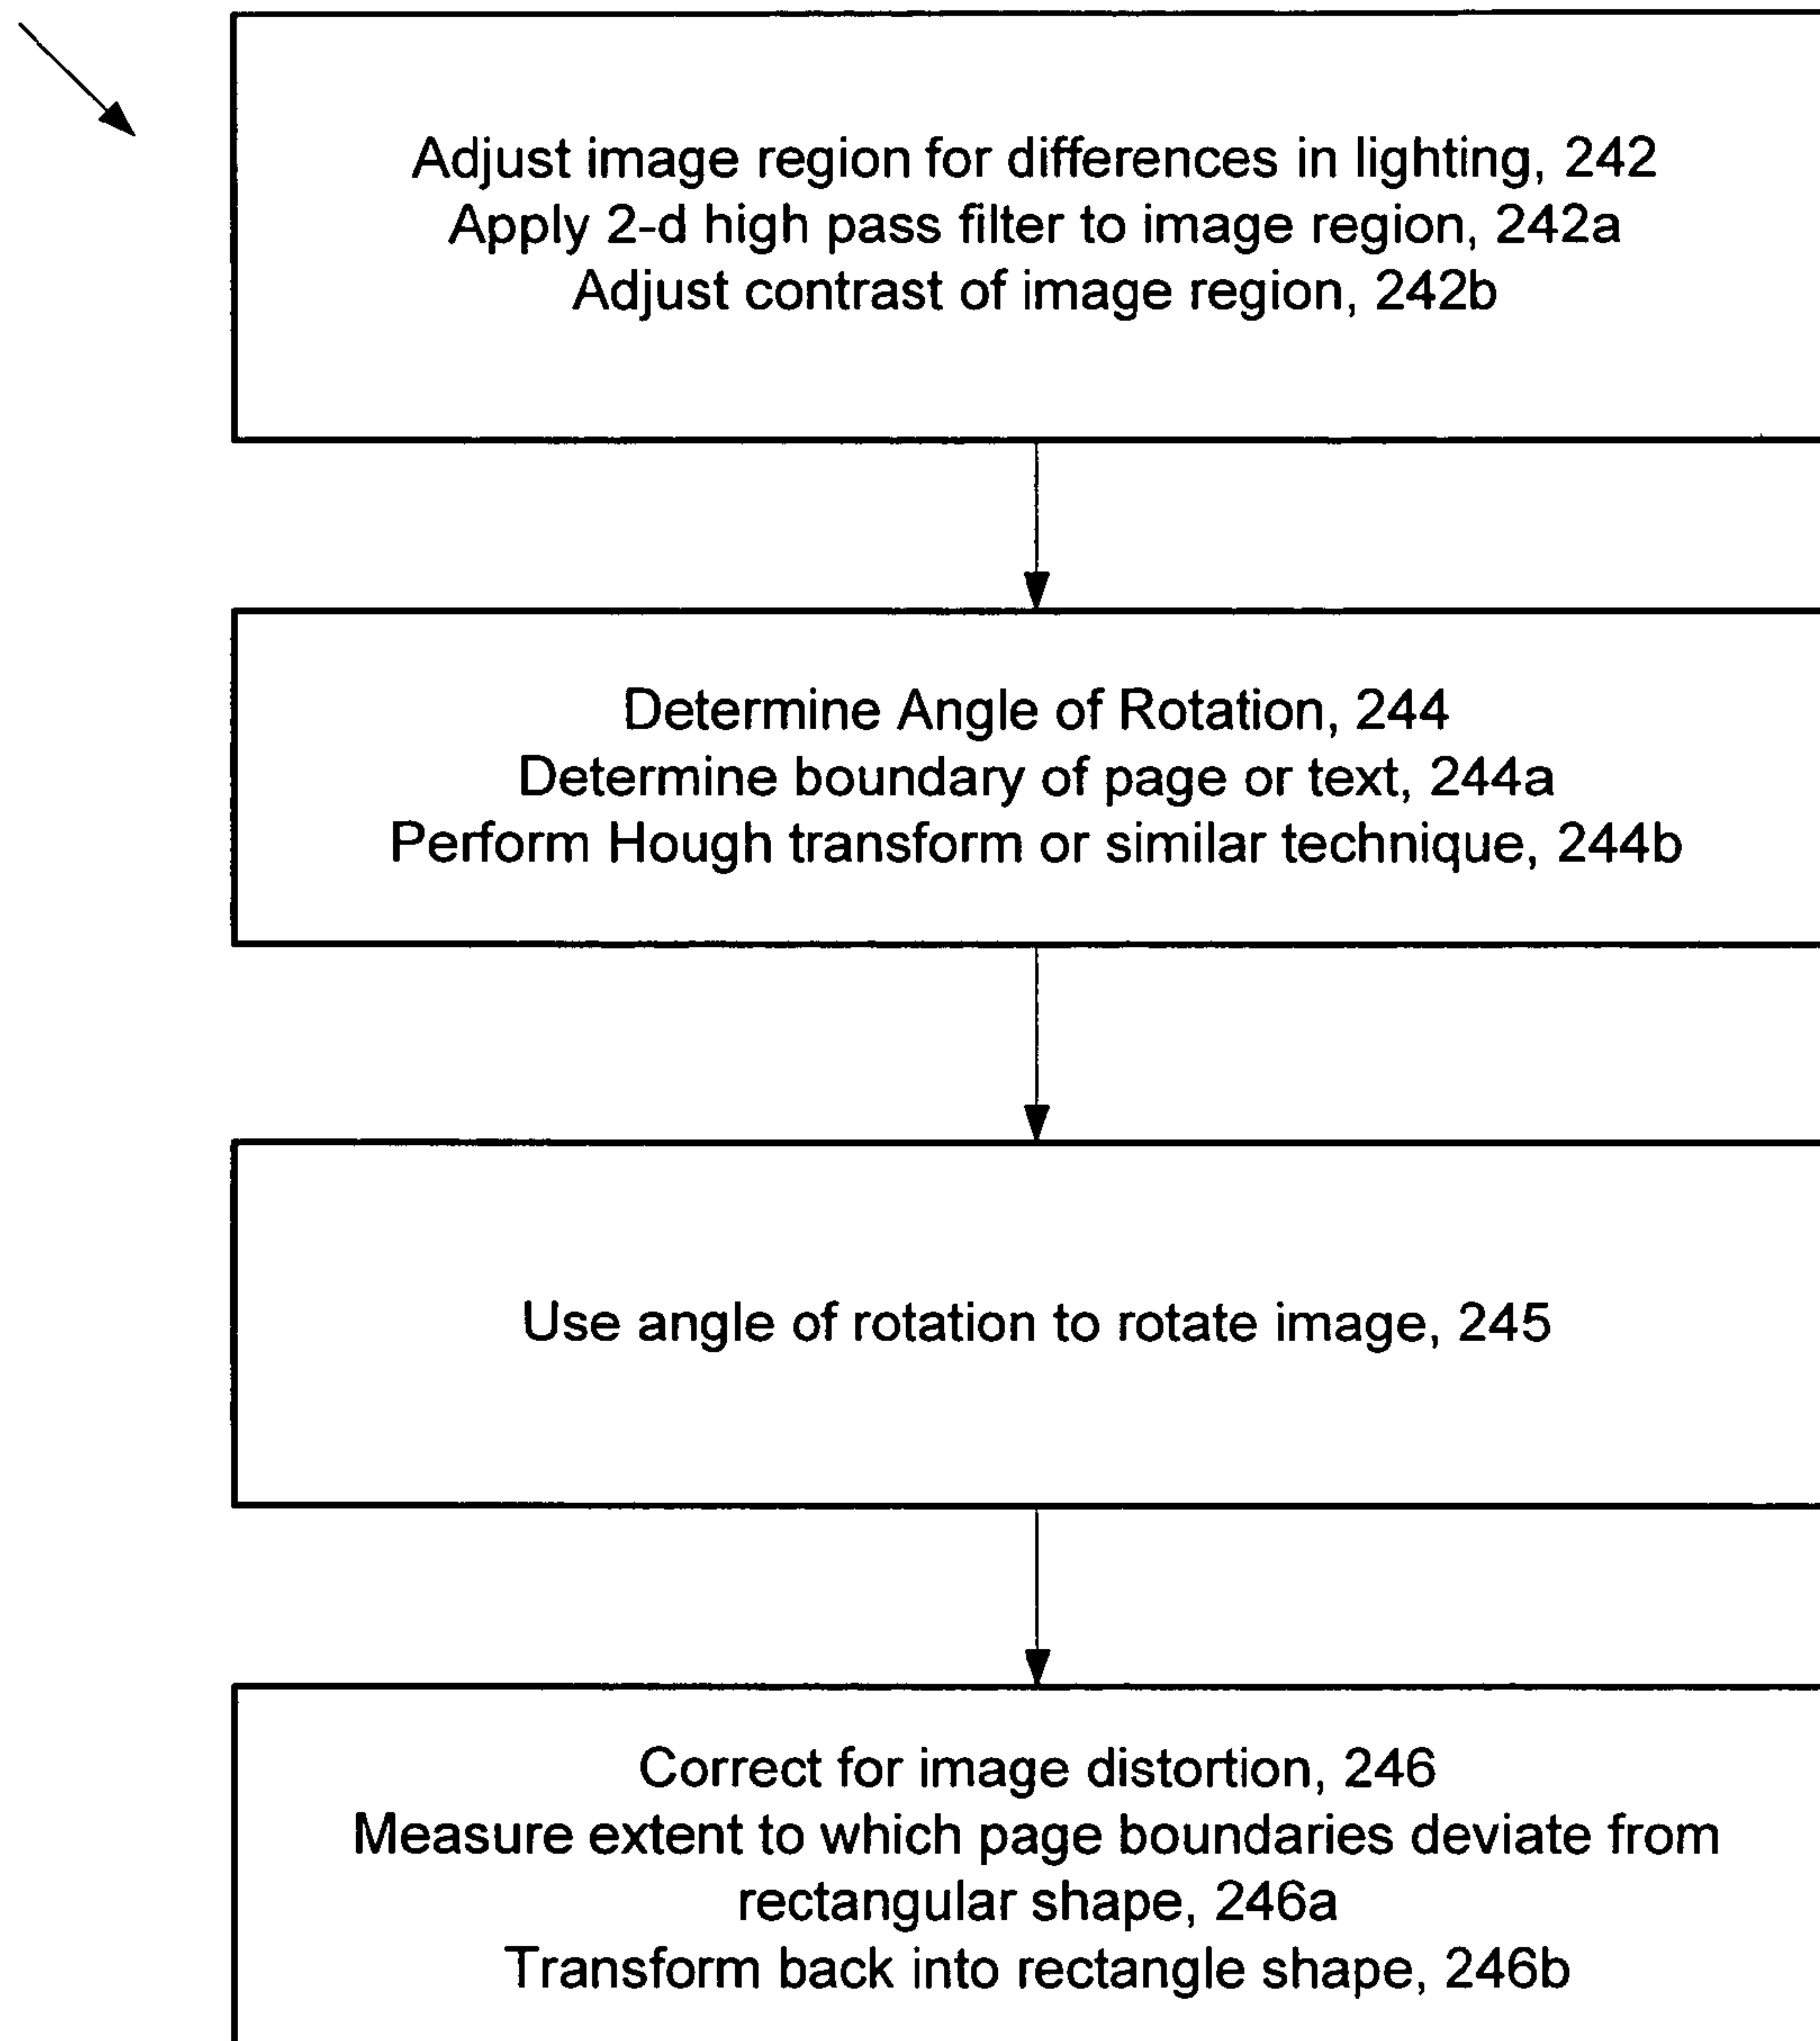 Adjust image region for differences in lighting, 242
Apply 2-d high pass filter to image region, 242a
Adjust contrast of image region, 242b
Determine Angle of Rotation, 244
Determine boundary of page or text, 244a
Perform Hough transform or similar technique, 244b
Use angle of rotation to rotate image, 245
Correct for image distortion, 246
Measure extent to which page boundaries deviate from
rectangular shape, 246a
Transform back into rectangle shape, 246b